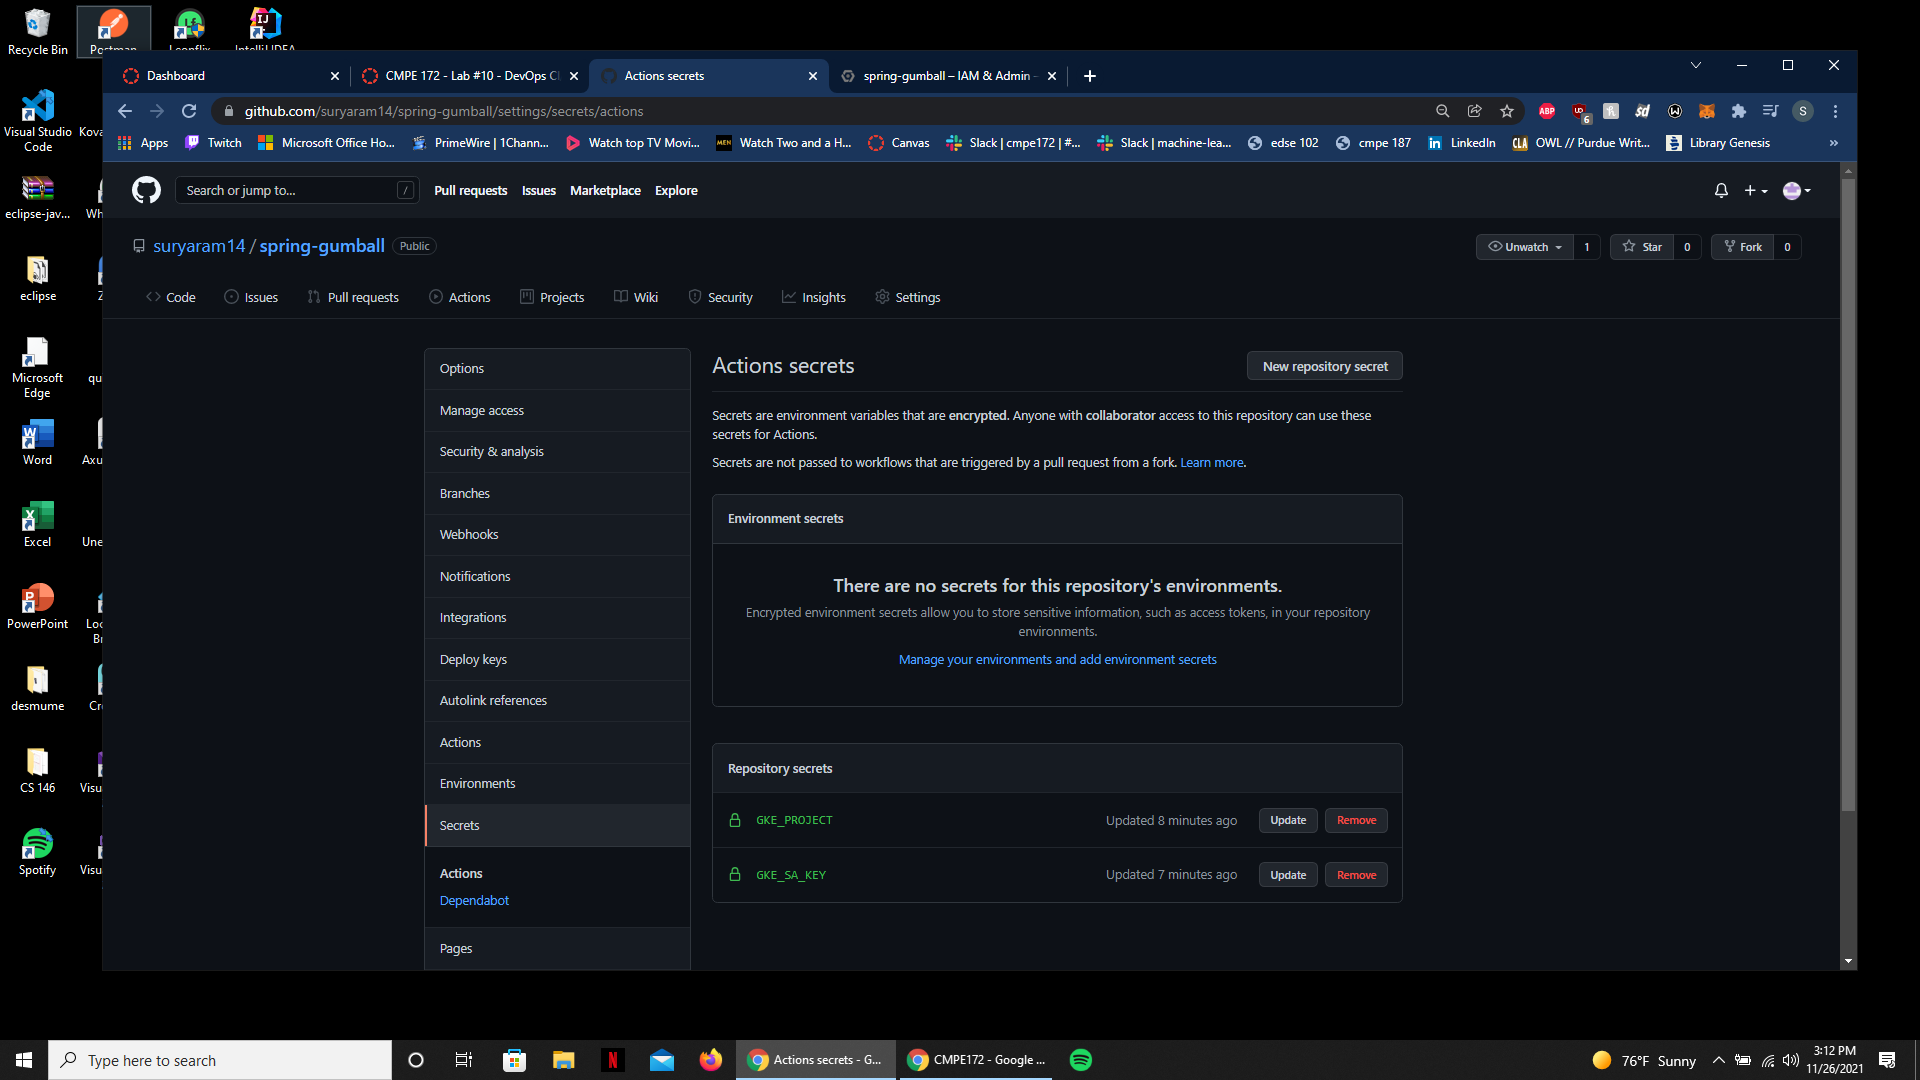 Recycle Bin
Postman
Leonflix
IntelliJ IDEA
Visual Studio
Code
Kova
eclipse-jav...
Wh
eclipse
Z
Microsoft
Edge
qu
Word
Axu
Excel
Une
PowerPoint
Loc
Br
desmume
Cr
CS 146
Visu
Spotify
Visu
Dashboard
CMPE 172 - Lab #10 - DevOps CI
Actions secrets
spring-gumball – IAM & Admin -
github.com/suryaram14/spring-gumball/settings/secrets/actions
ABP
6
S
Apps
Twitch
Microsoft Office Ho...
PrimeWire | 1Chann...
Watch top TV Movi...
MEN
Watch Two and a H...
Canvas
Slack | cmpe172 | #...
Slack | machine-lea...
edse 102
cmpe 187
LinkedIn
CLA
OWL // Purdue Writ...
Library Genesis
»
Search or jump to...
/
Pull requests
Issues
Marketplace
Explore
suryaram14 / spring-gumball
Public
Unwatch
1
Star
0
Fork
0
Code
Issues
Pull requests
Actions
Projects
Wiki
Security
Insights
Settings
Options
Manage access
Security & analysis
Branches
Webhooks
Notifications
Integrations
Deploy keys
Autolink references
Actions
Environments
Secrets
Actions
Dependabot
Pages
Actions secrets
New repository secret
Secrets are environment variables that are encrypted. Anyone with collaborator access to this repository can use these
secrets for Actions.
Secrets are not passed to workflows that are triggered by a pull request from a fork. Learn more.
Environment secrets
There are no secrets for this repository's environments.
Encrypted environment secrets allow you to store sensitive information, such as access tokens, in your repository
environments.
Manage your environments and add environment secrets
Repository secrets
GKE_PROJECT
Updated 8 minutes ago
Update
Remove
GKE_SA_KEY
Updated 7 minutes ago
Update
Remove
Type here to search
Actions secrets - G...
CMPE172 - Google ...
76°F Sunny
3:12 PM
11/26/2021